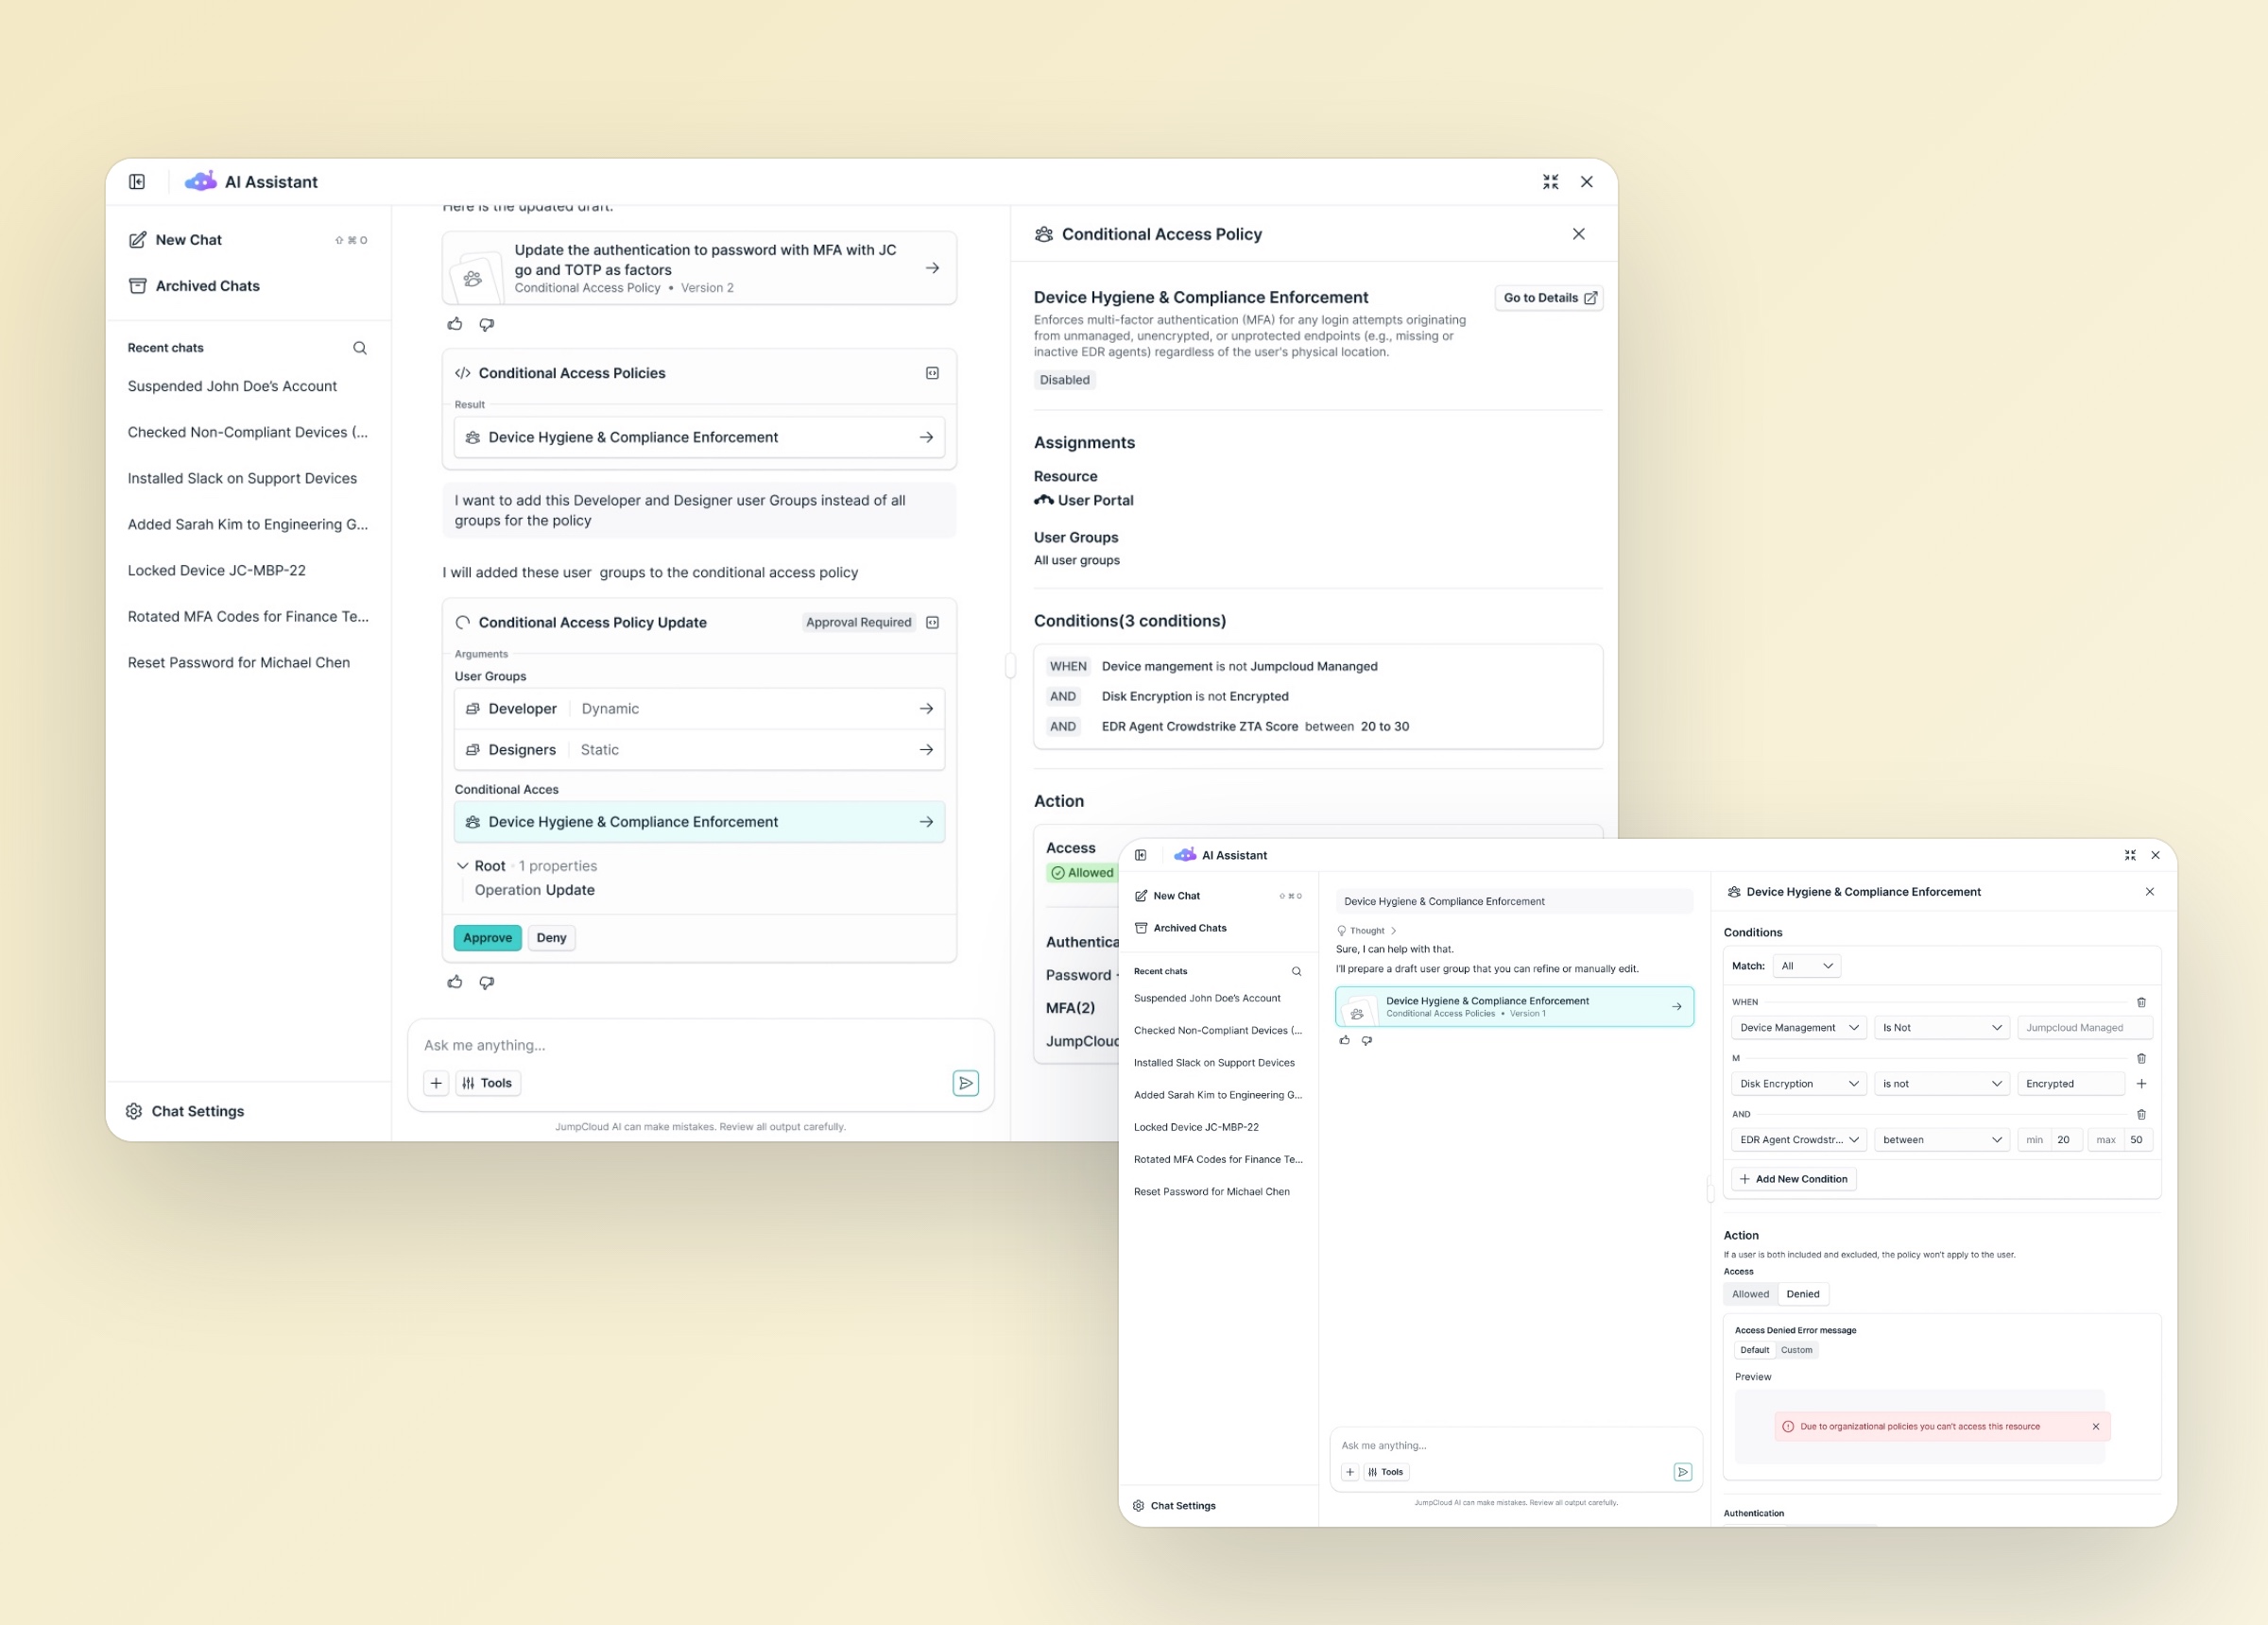 AI Assistant
New Chat
⇧ ⌘ O
Archived Chats
Recent chats
Suspended John Doe's Account
Checked Non-Compliant Devices (...
Installed Slack on Support Devices
Added Sarah Kim to Engineering G...
Locked Device JC-MBP-22
Rotated MFA Codes for Finance Te...
Reset Password for Michael Chen
Chat Settings
Here is the updated draft.
Update the authentication to password with MFA with JC
go and TOTP as factors
Conditional Access Policy • Version 2
Conditional Access Policies
Result
Device Hygiene & Compliance Enforcement
I want to add this Developer and Designer user Groups instead of all
groups for the policy
I will added these user groups to the conditional access policy
Conditional Access Policy Update
Approval Required
Arguments
User Groups
Developer Dynamic
Designers Static
Conditional Acces
Device Hygiene & Compliance Enforcement
Root · 1 properties
Operation Update
Approve Deny
Ask me anything...
Tools
JumpCloud AI can make mistakes. Review all output carefully.
Conditional Access Policy
Device Hygiene & Compliance Enforcement
Go to Details
Enforces multi-factor authentication (MFA) for any login attempts originating
from unmanaged, unencrypted, or unprotected endpoints (e.g., missing or
inactive EDR agents) regardless of the user's physical location.
Disabled
Assignments
Resource
User Portal
User Groups
All user groups
Conditions(3 conditions)
WHEN Device mangement is not Jumpcloud Mananged
AND Disk Encryption is not Encrypted
AND EDR Agent Crowdstrike ZTA Score between 20 to 30
Action
Access
Allowed
Authentica
Password
MFA(2)
JumpCloud
AI Assistant
New Chat
⇧ ⌘ O
Archived Chats
Recent chats
Suspended John Doe's Account
Checked Non-Compliant Devices (...
Installed Slack on Support Devices
Added Sarah Kim to Engineering G...
Locked Device JC-MBP-22
Rotated MFA Codes for Finance Te...
Reset Password for Michael Chen
Chat Settings
Device Hygiene & Compliance Enforcement
Thought
Sure, I can help with that.
I'll prepare a draft user group that you can refine or manually edit.
Device Hygiene & Compliance Enforcement
Conditional Access Policies • Version 1
Ask me anything...
Tools
JumpCloud AI can make mistakes. Review all output carefully.
Device Hygiene & Compliance Enforcement
Conditions
Match: All
WHEN
Device Management Is Not Jumpcloud Managed
M
Disk Encryption is not Encrypted
AND
EDR Agent Crowdstr... between min 20 max 50
Add New Condition
Action
If a user is both included and excluded, the policy won't apply to the user.
Access
Allowed Denied
Access Denied Error message
Default Custom
Preview
Due to organizational policies you can't access this resource
Authentication